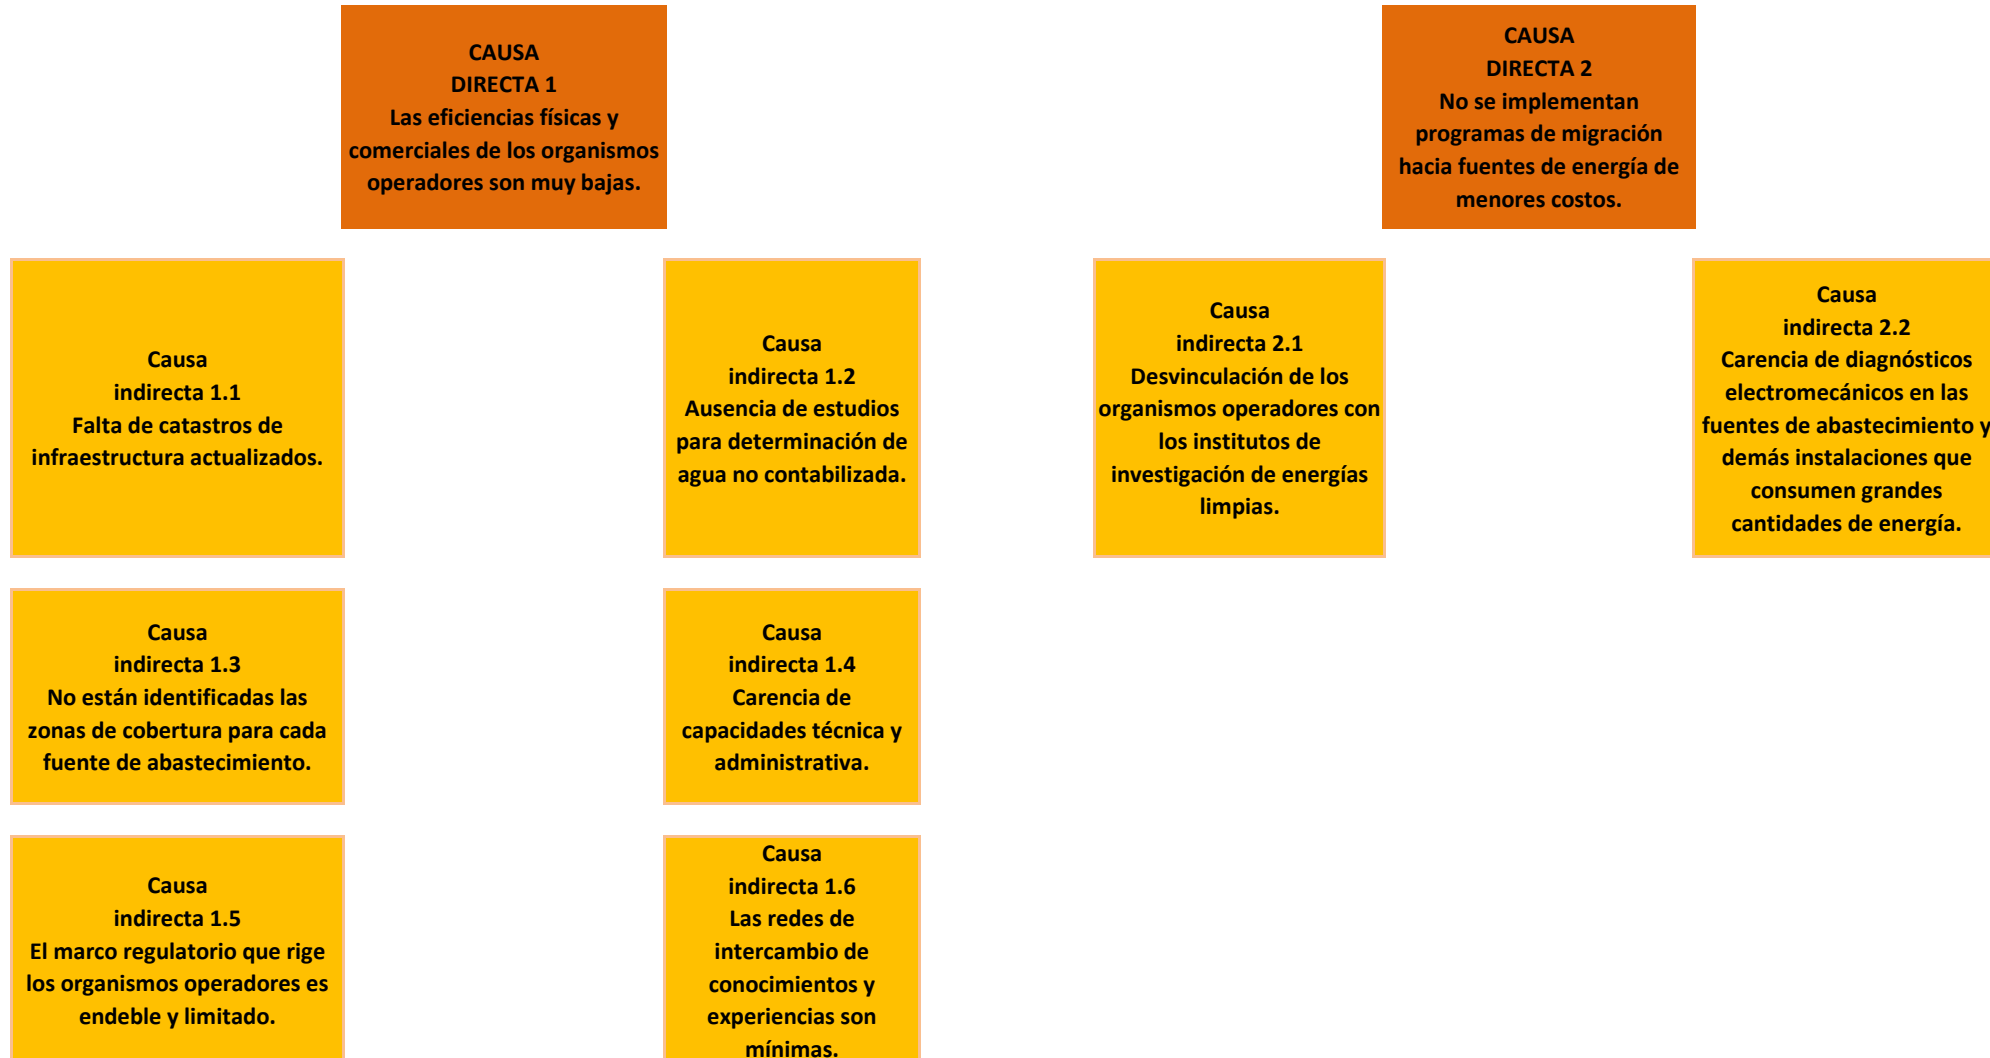 CAUSA
DIRECTA 1
Las eficiencias físicas y
comerciales de los organismos
operadores son muy bajas.
CAUSA
DIRECTA 2
No se implementan
programas de migración
hacia fuentes de energía de
menores costos.
Causa
indirecta 1.1
Falta de catastros de
infraestructura actualizados.
Causa
indirecta 1.2
Ausencia de estudios
para determinación de
agua no contabilizada.
Causa
indirecta 2.1
Desvinculación de los
organismos operadores con
los institutos de
investigación de energías
limpias.
Causa
indirecta 2.2
Carencia de diagnósticos
electromecánicos en las
fuentes de abastecimiento y
demás instalaciones que
consumen grandes
cantidades de energía.
Causa
indirecta 1.3
No están identificadas las
zonas de cobertura para cada
fuente de abastecimiento.
Causa
indirecta 1.4
Carencia de
capacidades técnica y
administrativa.
Causa
indirecta 1.5
El marco regulatorio que rige
los organismos operadores es
endeble y limitado.
Causa
indirecta 1.6
Las redes de
intercambio de
conocimientos y
experiencias son
mínimas.